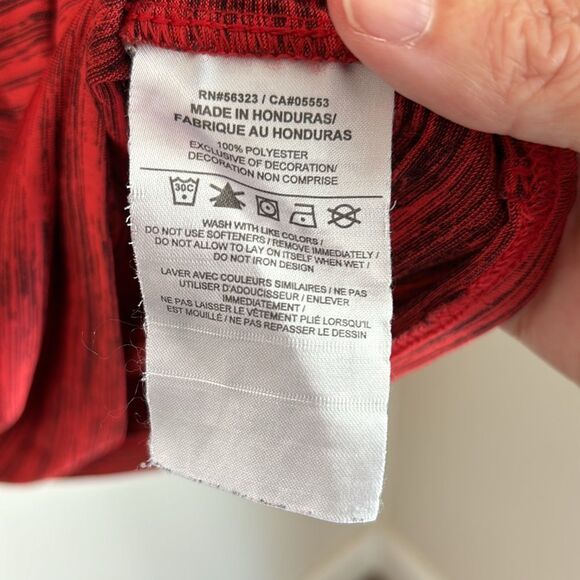 RN#56323 / CA#05553
MADE IN HONDURAS/
FABRIQUE AU HONDURAS
100% POLYESTER
EXCLUSIVE OF DECORATION/
DECORATION NON COMPRISE
30C
WASH WITH LIKE COLORS /
DO NOT USE SOFTENERS / REMOVE IMMEDIATELY /
DO NOT ALLOW TO LAY ON ITSELF WHEN WET /
DO NOT IRON DESIGN
LAVER AVEC COULEURS SIMILAIRES / NE PAS
UTILISER D'ADOUCISSEUR / ENLEVER
IMMEDIATEMENT /
NE PAS LAISSER LE VÊTEMENT PLIÉ LORSQU'IL
EST MOUILLÉ / NE PAS REPASSER LE DESSIN